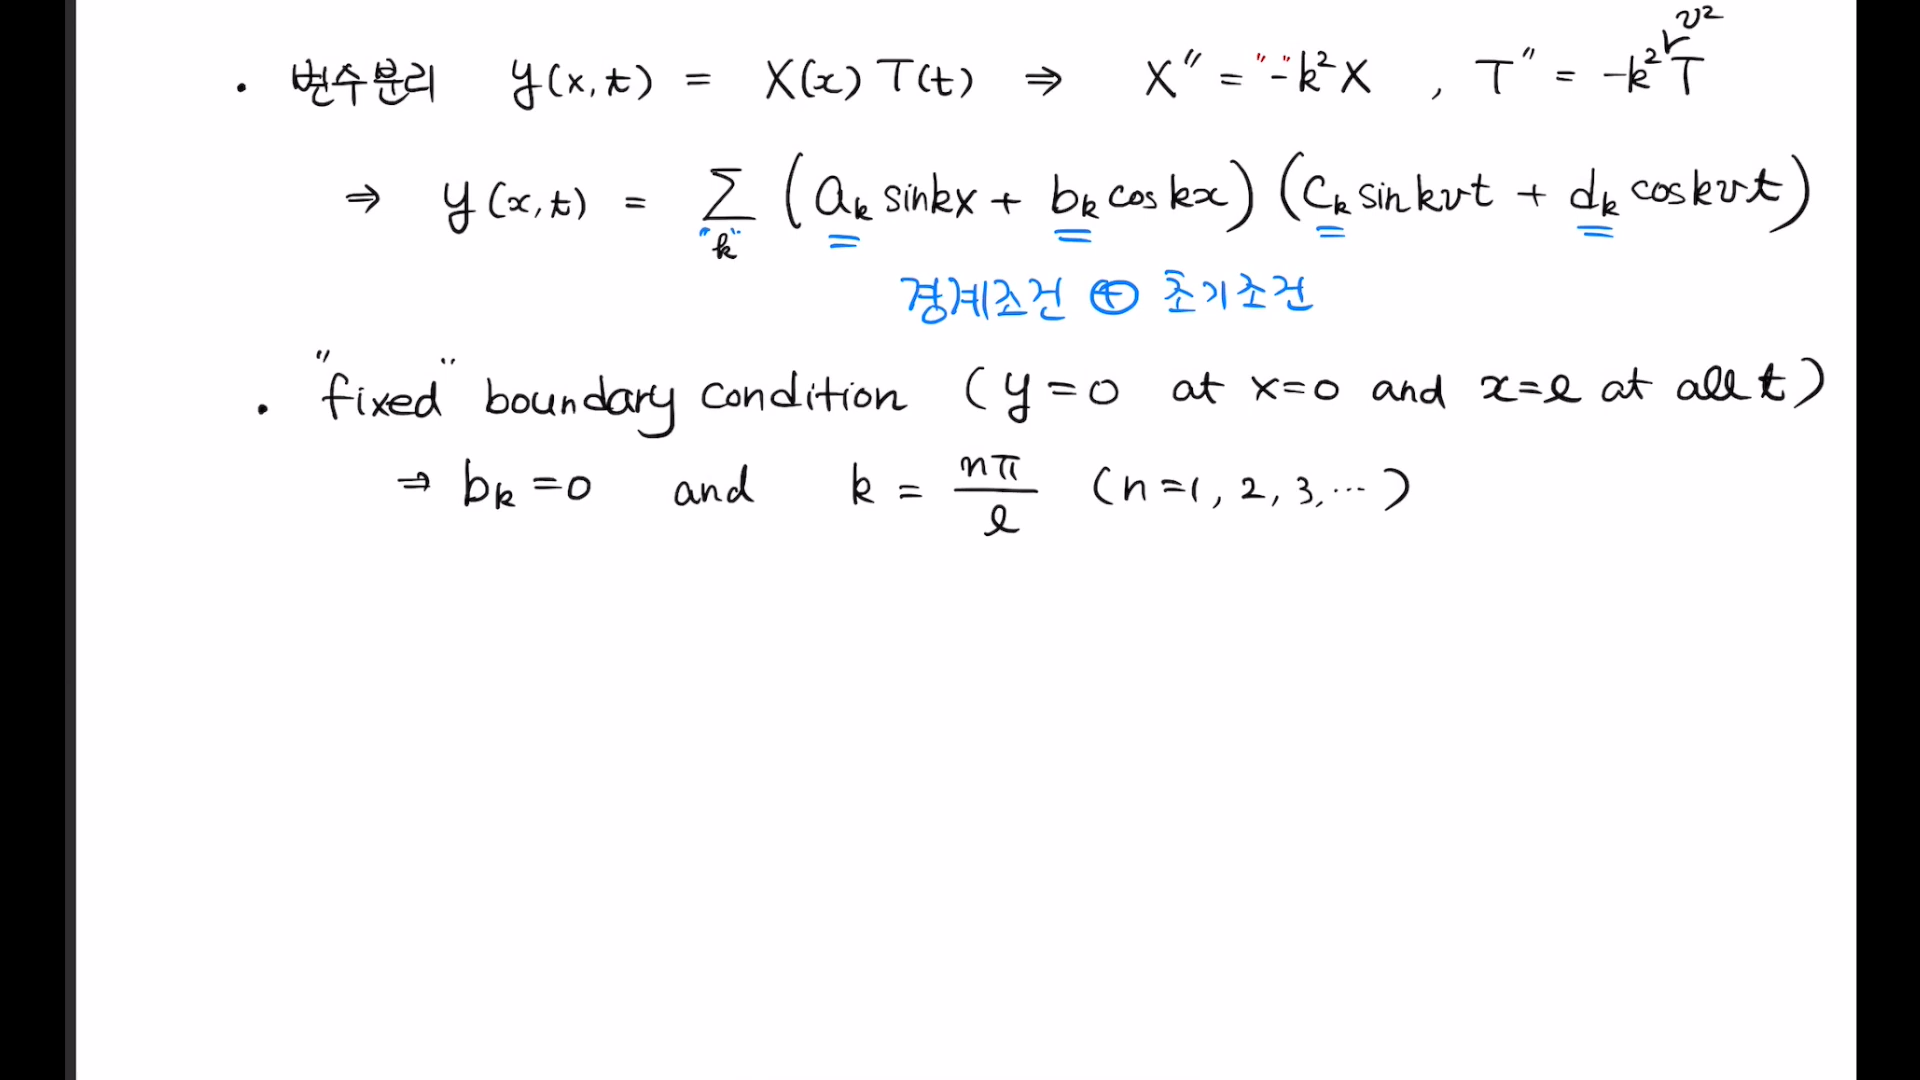 · 변수분리 y(x,t) = X(x)T(t) ⇒ X″ = "-"k²X , T″ = -k²v²T
⇒ y(x,t) = Σ_"k" (a_k sinkx + b_k cos kx)(c_k sin kvt + d_k cos kvt)
경계조건 ⊕ 초기조건
· "fixed" boundary condition (y=0 at x=0 and x=l at all t)
⇒ b_k =0 and k = nπ/l (n=1, 2, 3, ⋯)